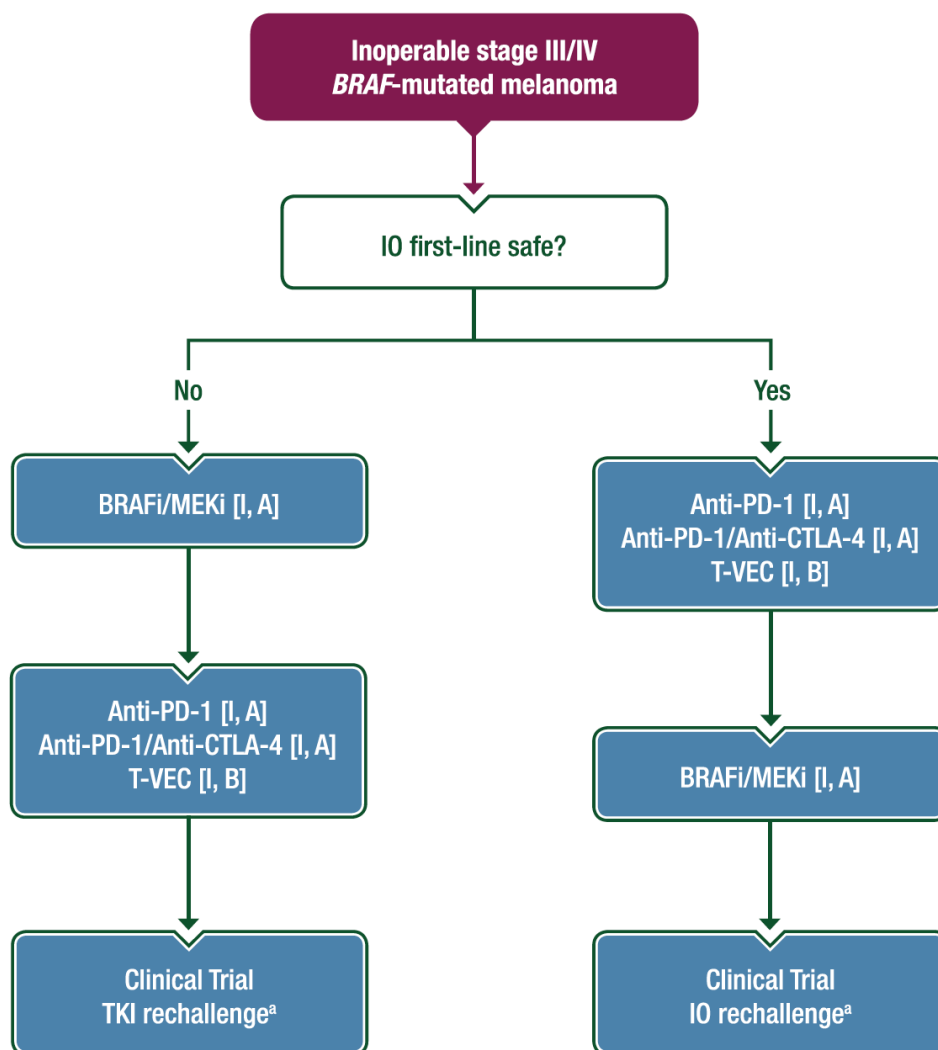 Inoperable stage III/IV
BRAF-mutated melanoma
IO first-line safe?
No
Yes
BRAFi/MEKi [I, A]
Anti-PD-1 [I, A]
Anti-PD-1/Anti-CTLA-4 [I, A]
T-VEC [I, B]
Anti-PD-1 [I, A]
Anti-PD-1/Anti-CTLA-4 [I, A]
T-VEC [I, B]
BRAFi/MEKi [I, A]
Clinical Trial
TKI rechallengeᵃ
Clinical Trial
IO rechallengeᵃ